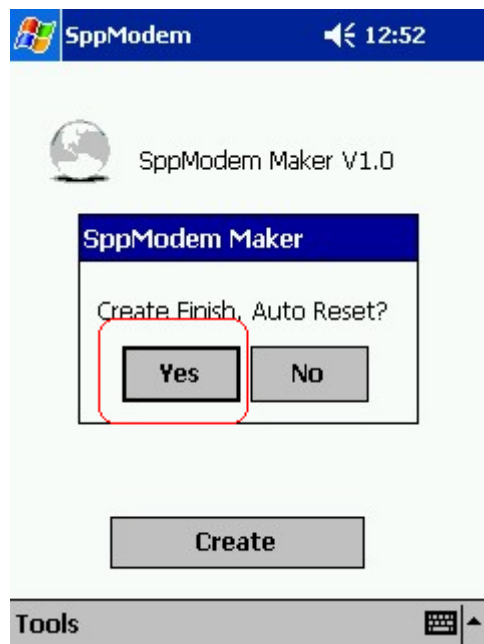 SppModem 12:52
SppModem Maker V1.0
SppModem Maker
Create Finish, Auto Reset?
Yes No
Create
Tools